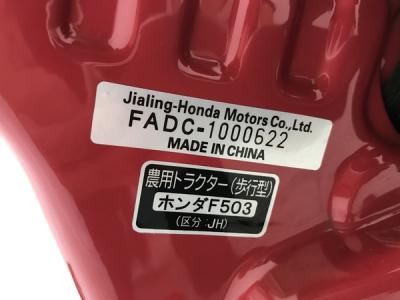 Jialing-Honda Motors Co.,Ltd.
FADC-1000622
MADE IN CHINA
農用トラクター(歩行型)
ホンダF503
(区分:JH)